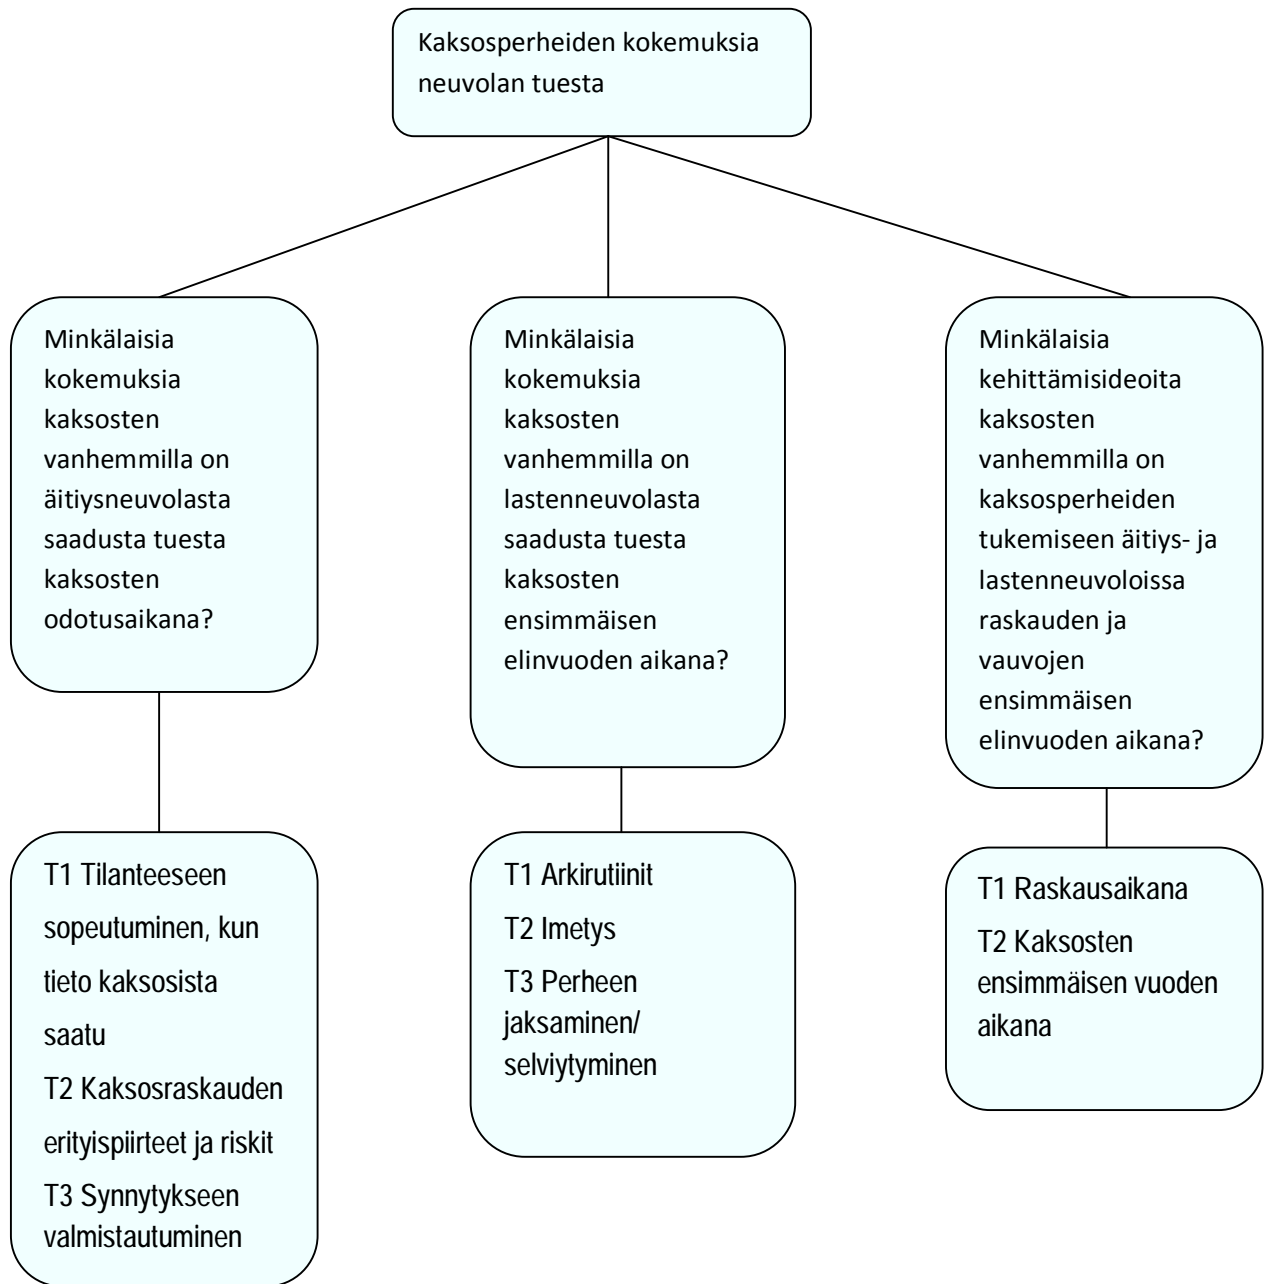 Kaksosperheiden kokemuksia
neuvolan tuesta
Minkälaisia
kokemuksia
kaksosten
vanhemmilla on
äitiysneuvolasta
saadusta tuesta
kaksosten
odotusaikana?
Minkälaisia
kokemuksia
kaksosten
vanhemmilla on
lastenneuvolasta
saadusta tuesta
kaksosten
ensimmäisen
elinvuoden aikana?
Minkälaisia
kehittämisideoita
kaksosten
vanhemmilla on
kaksosperheiden
tukemiseen äitiys- ja
lastenneuvoloissa
raskauden ja
vauvojen
ensimmäisen
elinvuoden aikana?
T1 Tilanteeseen
sopeutuminen, kun
tieto kaksosista
saatu
T2 Kaksosraskauden
erityispiirteet ja riskit
T3 Synnytykseen
valmistautuminen
T1 Arkirutiinit
T2 Imetys
T3 Perheen
jaksaminen/
selviytyminen
T1 Raskausaikana
T2 Kaksosten
ensimmäisen vuoden
aikana